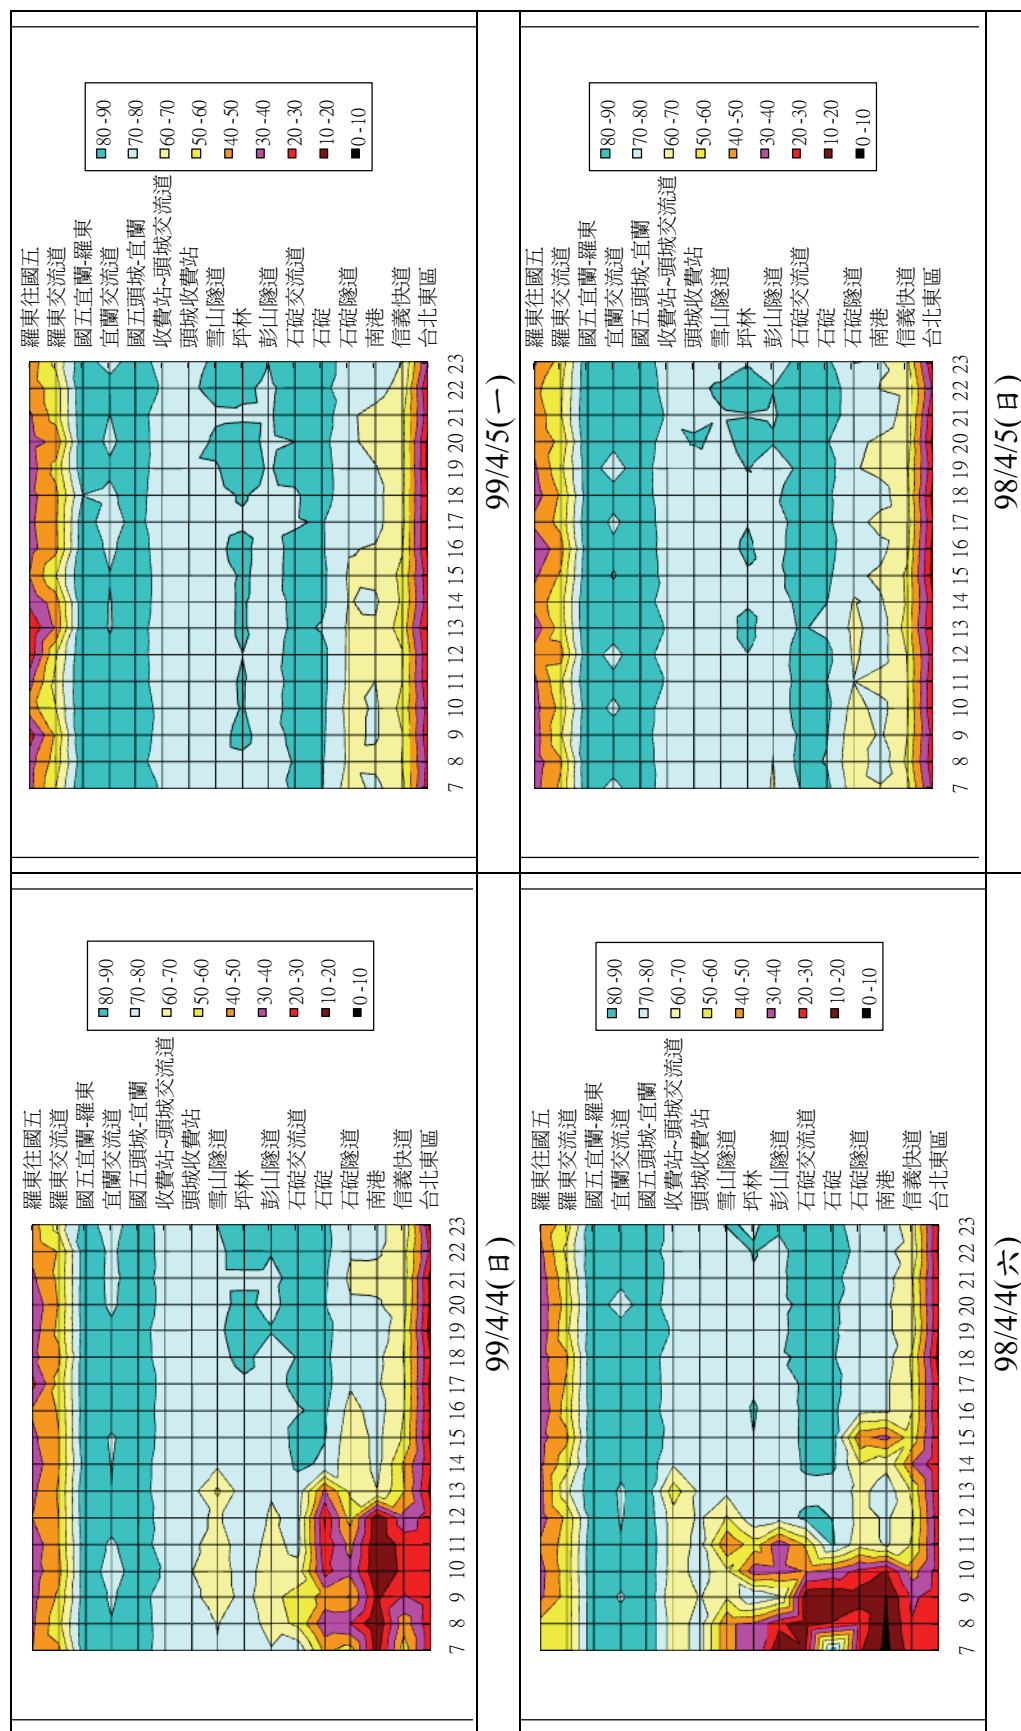 80 -90
70 -80
60 -70
50 -60
40 -50
30 -40
20 -30
10 -20
0 -10
羅東往國五
羅東交流道
國五宜蘭-羅東
宜蘭交流道
國五頭城-宜蘭
收費站~頭城交流道
頭城收費站
雪山隧道
坪林
彭山隧道
石碇交流道
石碇
石碇隧道
南港
信義快道
台北東區
7 8 9 10 11 12 13 14 15 16 17 18 19 20 21 22 23
99/4/4(日)
80 -90
70 -80
60 -70
50 -60
40 -50
30 -40
20 -30
10 -20
0 -10
羅東往國五
羅東交流道
國五宜蘭-羅東
宜蘭交流道
國五頭城-宜蘭
收費站~頭城交流道
頭城收費站
雪山隧道
坪林
彭山隧道
石碇交流道
石碇
石碇隧道
南港
信義快道
台北東區
7 8 9 10 11 12 13 14 15 16 17 18 19 20 21 22 23
99/4/5(一)
80 -90
70 -80
60 -70
50 -60
40 -50
30 -40
20 -30
10 -20
0 -10
羅東往國五
羅東交流道
國五宜蘭-羅東
宜蘭交流道
國五頭城-宜蘭
收費站~頭城交流道
頭城收費站
雪山隧道
坪林
彭山隧道
石碇交流道
石碇
石碇隧道
南港
信義快道
台北東區
7 8 9 10 11 12 13 14 15 16 17 18 19 20 21 22 23
98/4/4(六)
80 -90
70 -80
60 -70
50 -60
40 -50
30 -40
20 -30
10 -20
0 -10
羅東往國五
羅東交流道
國五宜蘭-羅東
宜蘭交流道
國五頭城-宜蘭
收費站~頭城交流道
頭城收費站
雪山隧道
坪林
彭山隧道
石碇交流道
石碇
石碇隧道
南港
信義快道
台北東區
7 8 9 10 11 12 13 14 15 16 17 18 19 20 21 22 23
98/4/5(日)